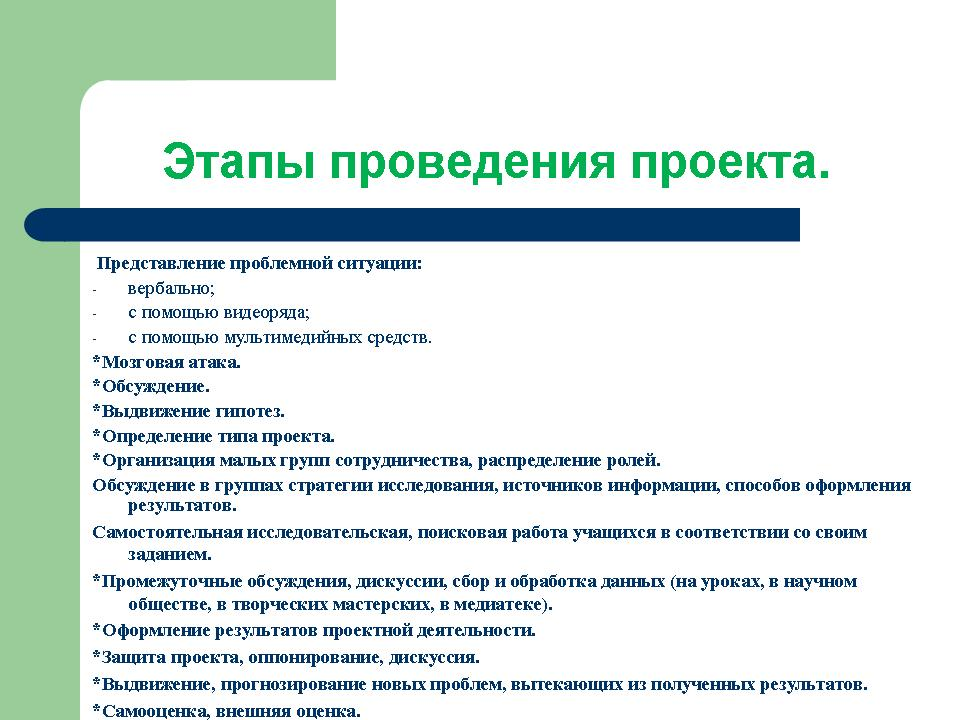 Этапы проведения проекта.
Представление проблемной ситуации:
- вербально;
- с помощью видеоряда;
- с помощью мультимедийных средств.
*Мозговая атака.
*Обсуждение.
*Выдвижение гипотез.
*Определение типа проекта.
*Организация малых групп сотрудничества, распределение ролей.
Обсуждение в группах стратегии исследования, источников информации, способов оформления
результатов.
Самостоятельная исследовательская, поисковая работа учащихся в соответствии со своим
заданием.
*Промежуточные обсуждения, дискуссии, сбор и обработка данных (на уроках, в научном
обществе, в творческих мастерских, в медиатеке).
*Оформление результатов проектной деятельности.
*Защита проекта, оппонирование, дискуссия.
*Выдвижение, прогнозирование новых проблем, вытекающих из полученных результатов.
*Самооценка, внешняя оценка.